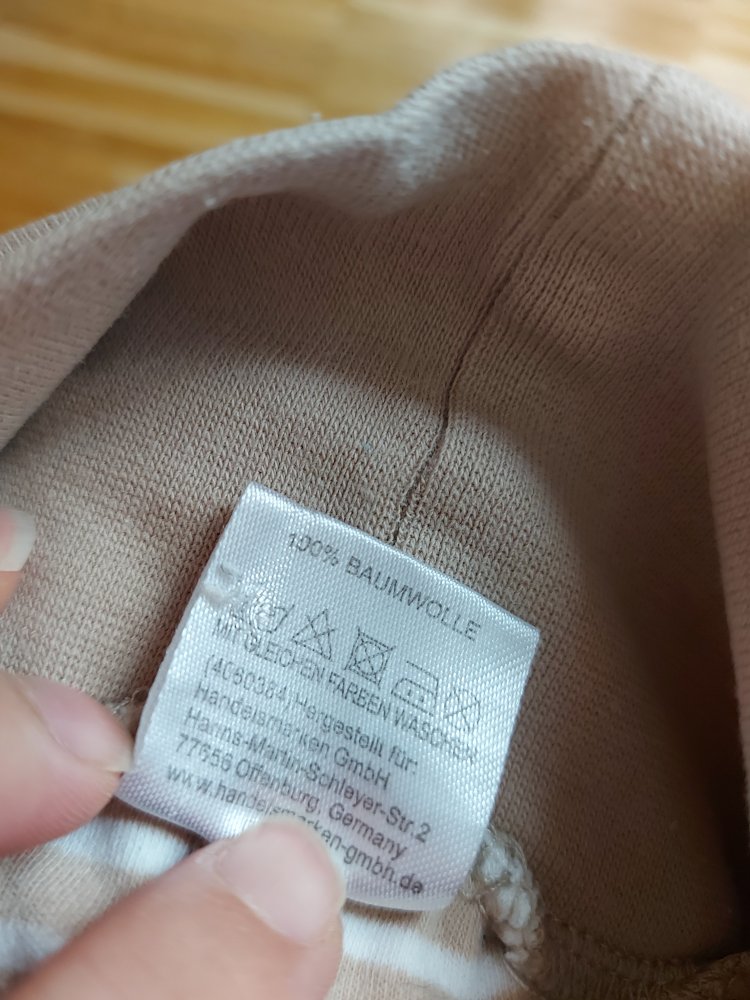 100% BAUMWOLLE
MIT GLEICHEN FARBEN WASCHEN
(4060384) Hergestellt für:
Handelsmarken GmbH
Hanns-Martin-Schleyer-Str.2
77656 Offenburg, Germany
www.handelsmarken-gmbh.de